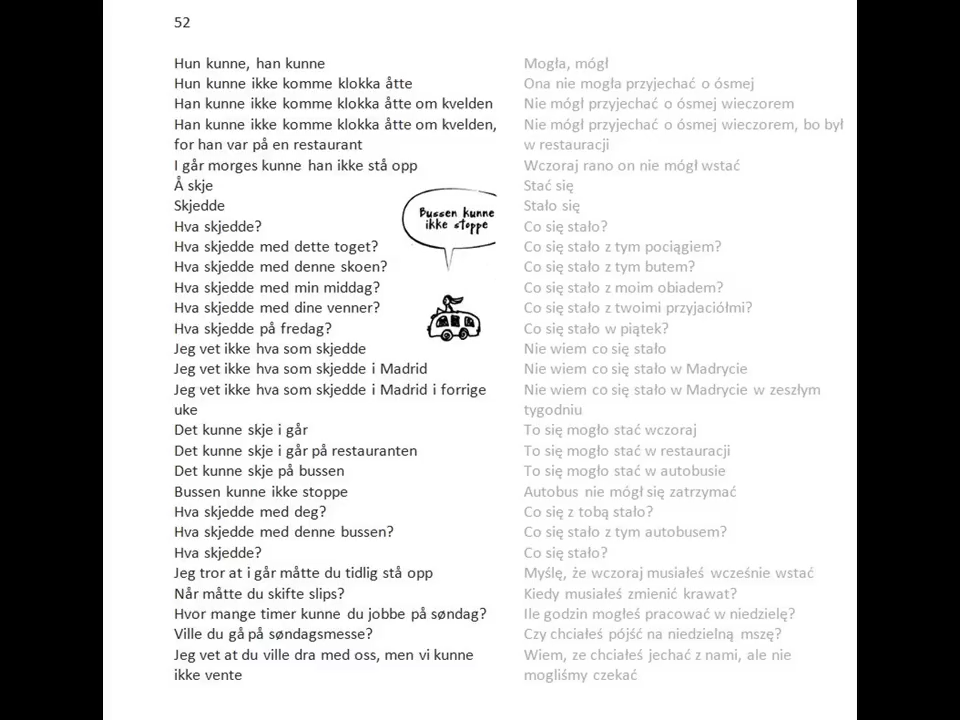 52
Hun kunne, han kunne
Hun kunne ikke komme klokka åtte
Han kunne ikke komme klokka åtte om kvelden
Han kunne ikke komme klokka åtte om kvelden,
for han var på en restaurant
I går morges kunne han ikke stå opp
Å skje
Skjedde
Hva skjedde?
Hva skjedde med dette toget?
Hva skjedde med denne skoen?
Hva skjedde med min middag?
Hva skjedde med dine venner?
Hva skjedde på fredag?
Jeg vet ikke hva som skjedde
Jeg vet ikke hva som skjedde i Madrid
Jeg vet ikke hva som skjedde i Madrid i forrige
uke
Det kunne skje i går
Det kunne skje i går på restauranten
Det kunne skje på bussen
Bussen kunne ikke stoppe
Hva skjedde med deg?
Hva skjedde med denne bussen?
Hva skjedde?
Jeg tror at i går måtte du tidlig stå opp
Når måtte du skifte slips?
Hvor mange timer kunne du jobbe på søndag?
Ville du gå på søndagsmesse?
Jeg vet at du ville dra med oss, men vi kunne
ikke vente
Bussen kunne
ikke stoppe
Mogła, mógł
Ona nie mogła przyjechać o ósmej
Nie mógł przyjechać o ósmej wieczorem
Nie mógł przyjechać o ósmej wieczorem, bo był
w restauracji
Wczoraj rano on nie mógł wstać
Stać się
Stało się
Co się stało?
Co się stało z tym pociągiem?
Co się stało z tym butem?
Co się stało z moim obiadem?
Co się stało z twoimi przyjaciółmi?
Co się stało w piątek?
Nie wiem co się stało
Nie wiem co się stało w Madrycie
Nie wiem co się stało w Madrycie w zeszłym
tygodniu
To się mogło stać wczoraj
To się mogło stać w restauracji
To się mogło stać w autobusie
Autobus nie mógł się zatrzymać
Co się z tobą stało?
Co się stało z tym autobusem?
Co się stało?
Myślę, że wczoraj musiałeś wcześnie wstać
Kiedy musiałeś zmienić krawat?
Ile godzin mogłeś pracować w niedzielę?
Czy chciałeś pójść na niedzielną mszę?
Wiem, ze chciałeś jechać z nami, ale nie
mogliśmy czekać